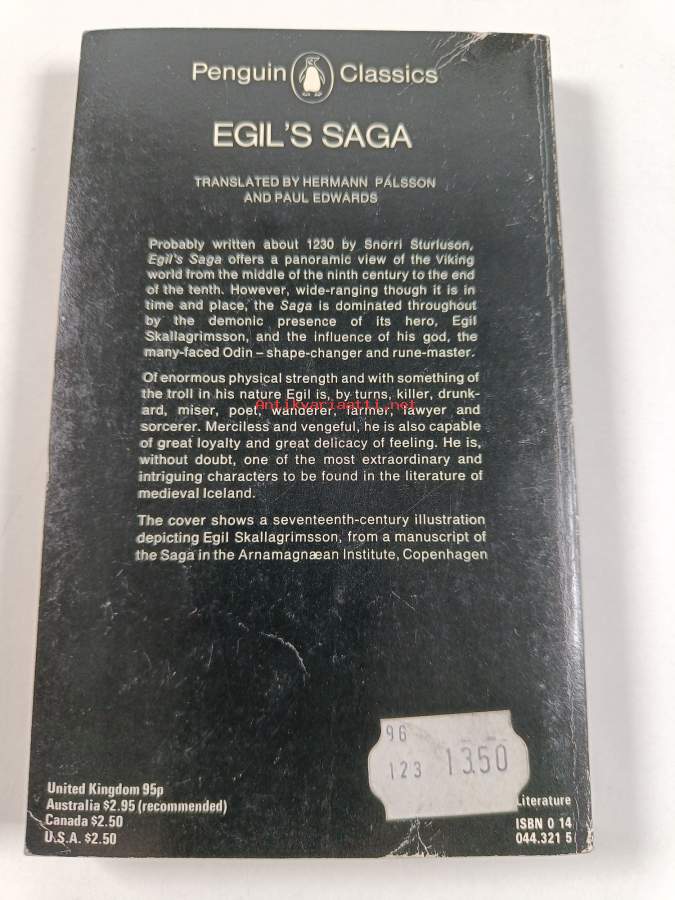 Penguin Classics
EGIL'S SAGA
TRANSLATED BY HERMANN PÁLSSON
AND PAUL EDWARDS
Probably written about 1230 by Snorri Sturluson,
Egil's Saga offers a panoramic view of the Viking
world from the middle of the ninth century to the end
of the tenth. However, wide-ranging though it is in
time and place, the Saga is dominated throughout
by the demonic presence of its hero, Egil
Skallagrimsson, and the influence of his god, the
many-faced Odin – shape-changer and rune-master.
Of enormous physical strength and with something of
the troll in his nature Egil is, by turns, killer, drunk-
ard, miser, poet, wanderer, farmer, lawyer and
Antikvariaatti.net
sorcerer. Merciless and vengeful, he is also capable
of great loyalty and great delicacy of feeling. He is,
without doubt, one of the most extraordinary and
intriguing characters to be found in the literature of
medieval Iceland.
The cover shows a seventeenth-century illustration
depicting Egil Skallagrimsson, from a manuscript of
the Saga in the Arnamagnæan Institute, Copenhagen
96
123 13.50
United Kingdom 95p
Australia $2.95 (recommended)
Canada $2.50
U.S.A. $2.50
Literature
ISBN 0 14
044.321 5